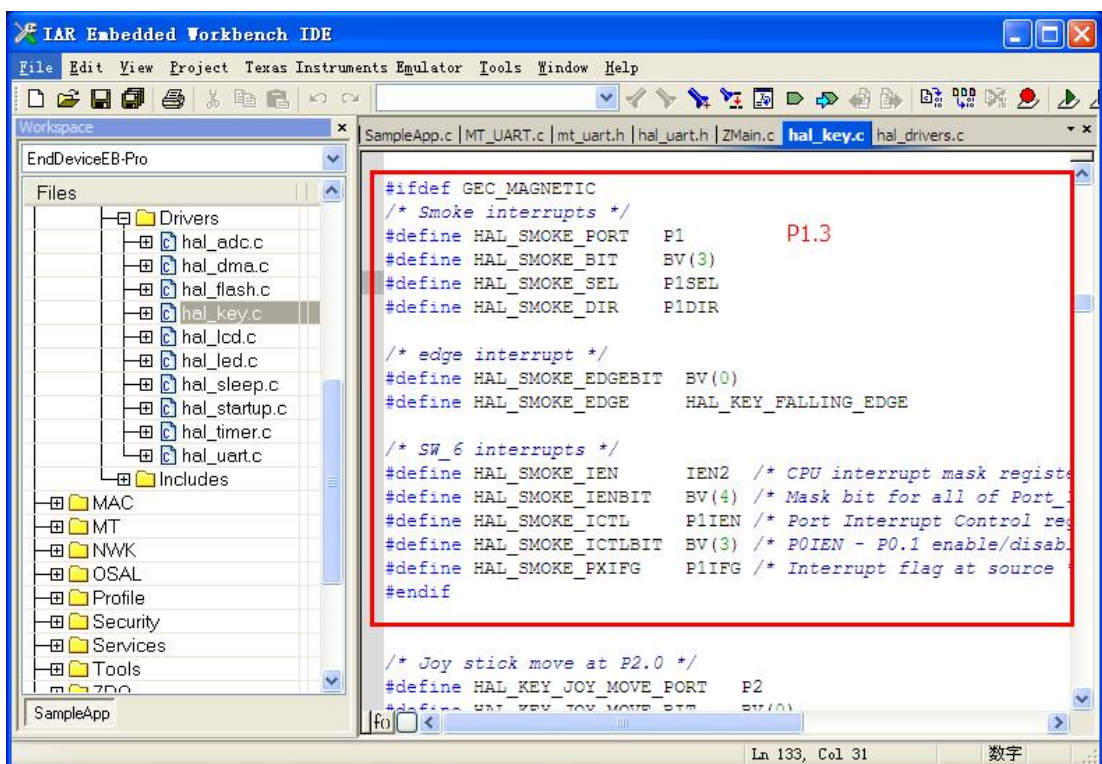 IAR Embedded Workbench IDE
File Edit View Project Texas Instruments Emulator Tools Window Help
Workspace
EndDeviceEB-Pro
Files
Drivers
hal_adc.c
hal_dma.c
hal_flash.c
hal_key.c
hal_lcd.c
hal_led.c
hal_sleep.c
hal_startup.c
hal_timer.c
hal_uart.c
Includes
MAC
MT
NWK
OSAL
Profile
Security
Services
Tools
ZDO
SampleApp
SampleApp.c | MT_UART.c | mt_uart.h | hal_uart.h | ZMain.c hal_key.c hal_drivers.c
#ifdef GEC_MAGNETIC
/* Smoke interrupts */
#define HAL_SMOKE_PORT P1 P1.3
#define HAL_SMOKE_BIT BV(3)
#define HAL_SMOKE_SEL P1SEL
#define HAL_SMOKE_DIR P1DIR
/* edge interrupt */
#define HAL_SMOKE_EDGEBIT BV(0)
#define HAL_SMOKE_EDGE HAL_KEY_FALLING_EDGE
/* SW_6 interrupts */
#define HAL_SMOKE_IEN IEN2 /* CPU interrupt mask registe
#define HAL_SMOKE_IENBIT BV(4) /* Mask bit for all of Port_
#define HAL_SMOKE_ICTL P1IEN /* Port Interrupt Control reg
#define HAL_SMOKE_ICTLBIT BV(3) /* P0IEN - P0.1 enable/disab
#define HAL_SMOKE_PXIFG P1IFG /* Interrupt flag at source
#endif
/* Joy stick move at P2.0 */
#define HAL_KEY_JOY_MOVE_PORT P2
#define HAL_KEY_JOY_MOVE_BIT BV(0)
f()
Ln 133, Col 31 数字